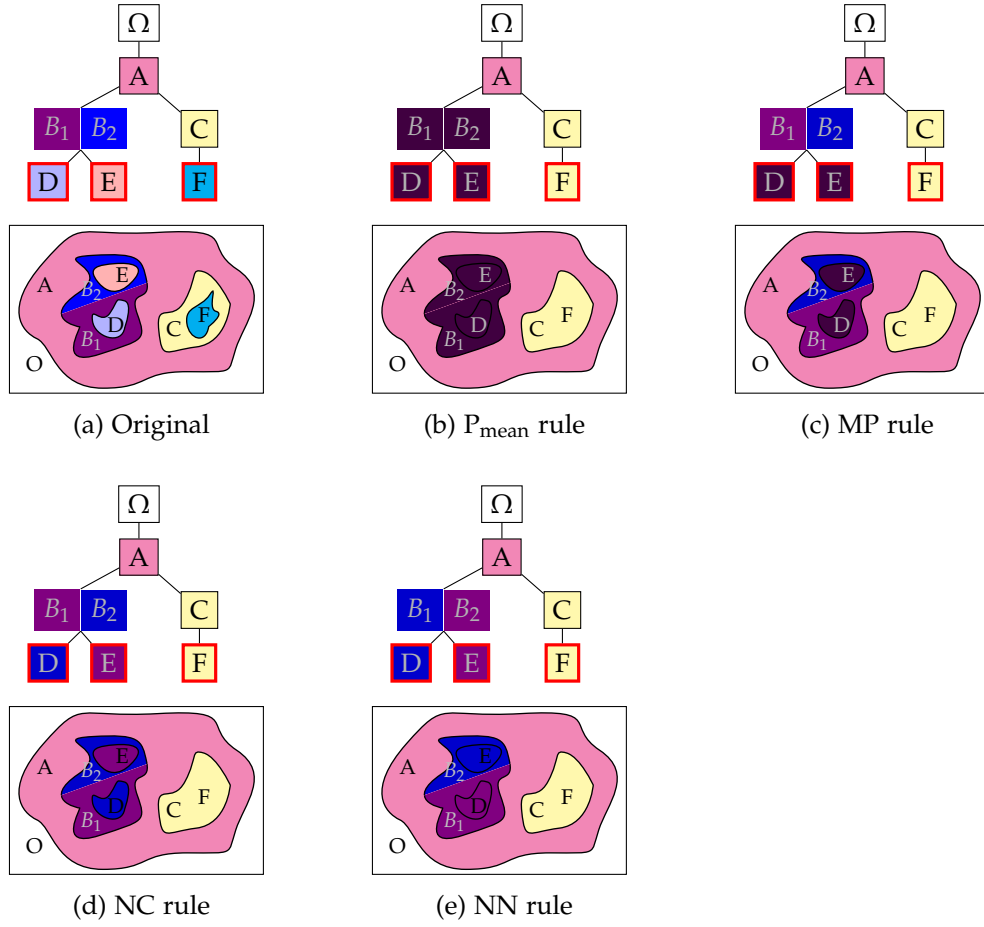 Ω Ω Ω
A A A
B₁ B₂ C B₁ B₂ C B₁ B₂ C
D E F D E F D E F
A E B₂ D F C B₁ O
E B₂ D F C B₁
A E B₂ D F C B₁ O
(a) Original
(b) P_mean rule
(c) MP rule
Ω Ω
A A
B₁ B₂ C B₁ B₂ C
D E F D E F
A E B₂ D F C B₁ O
A E B₂ D F C B₁ O
(d) NC rule
(e) NN rule